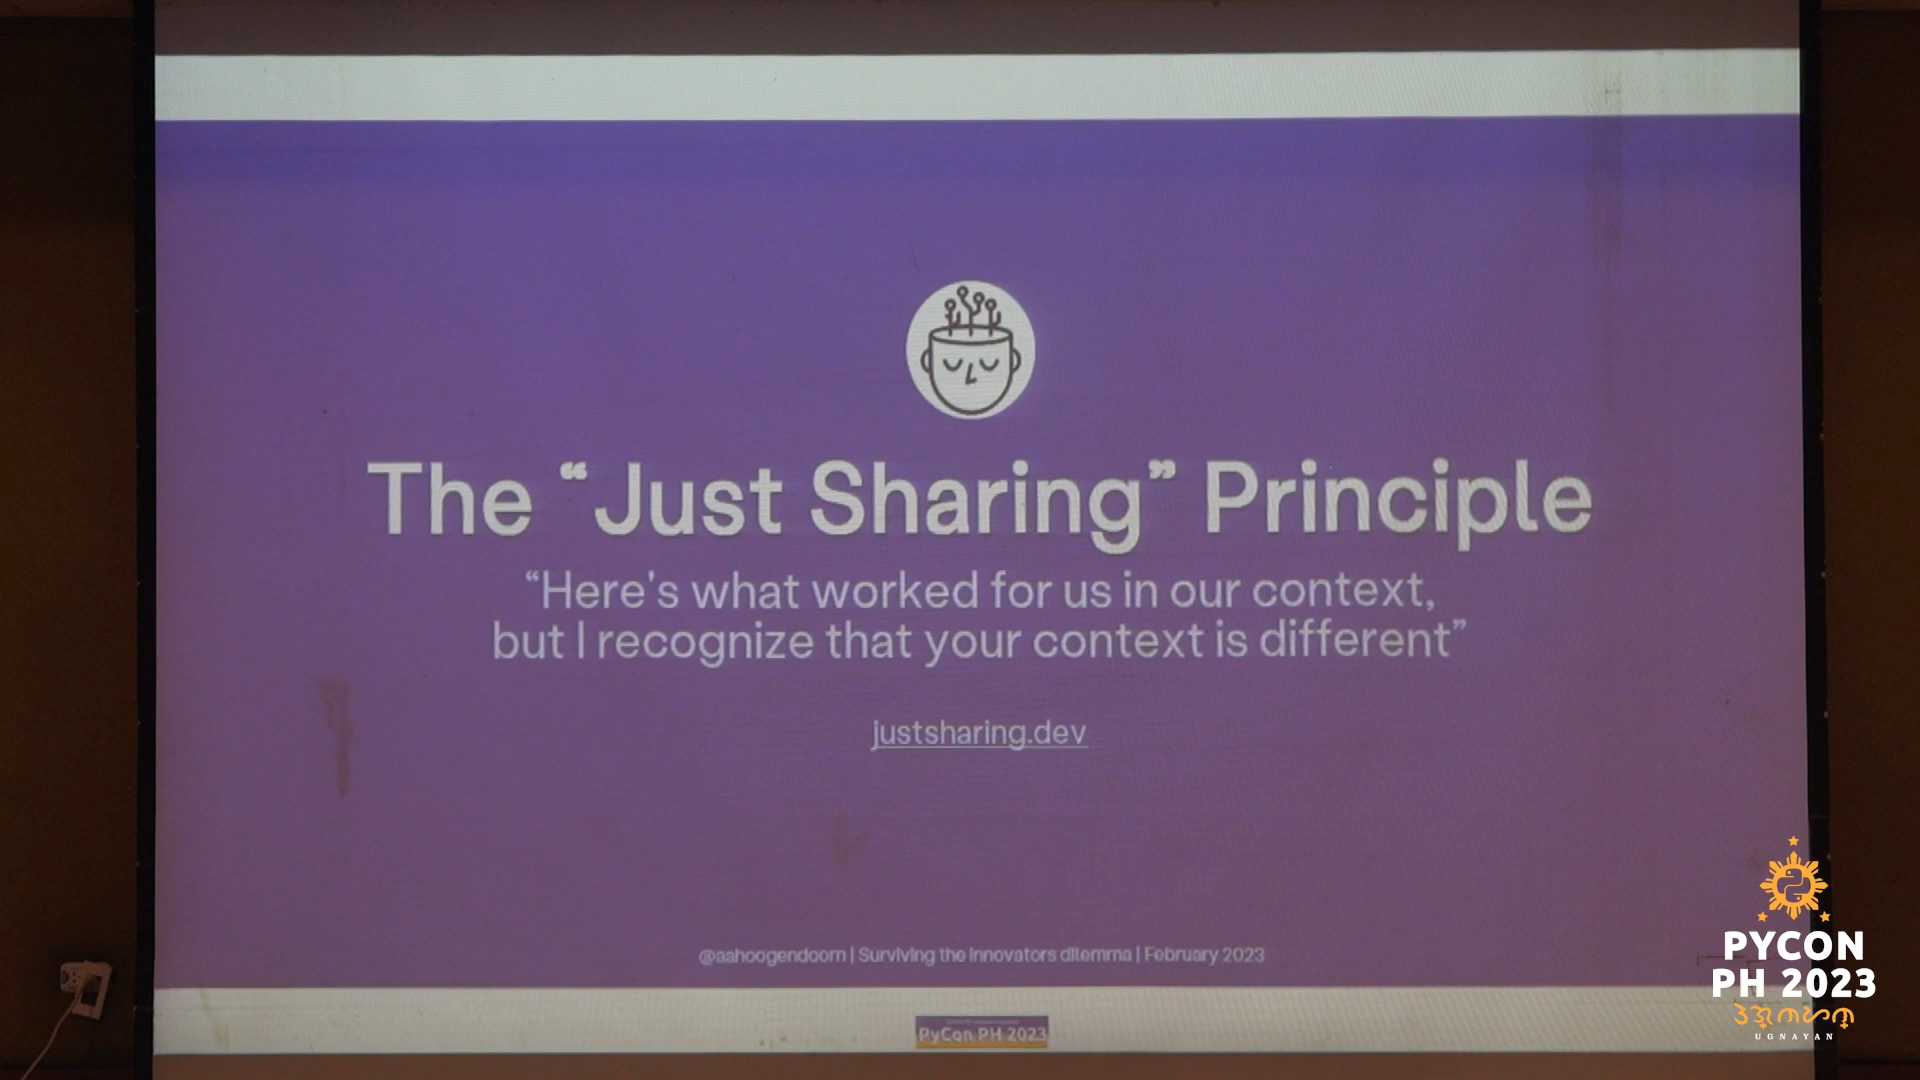 The “Just Sharing” Principle
“Here's what worked for us in our context,
but I recognize that your context is different”
justsharing.dev
@aahoogendoorn | Surviving the innovators dilemma | February 2023
PyCon PH 2023
PYCON
PH 2023
UGNAYAN